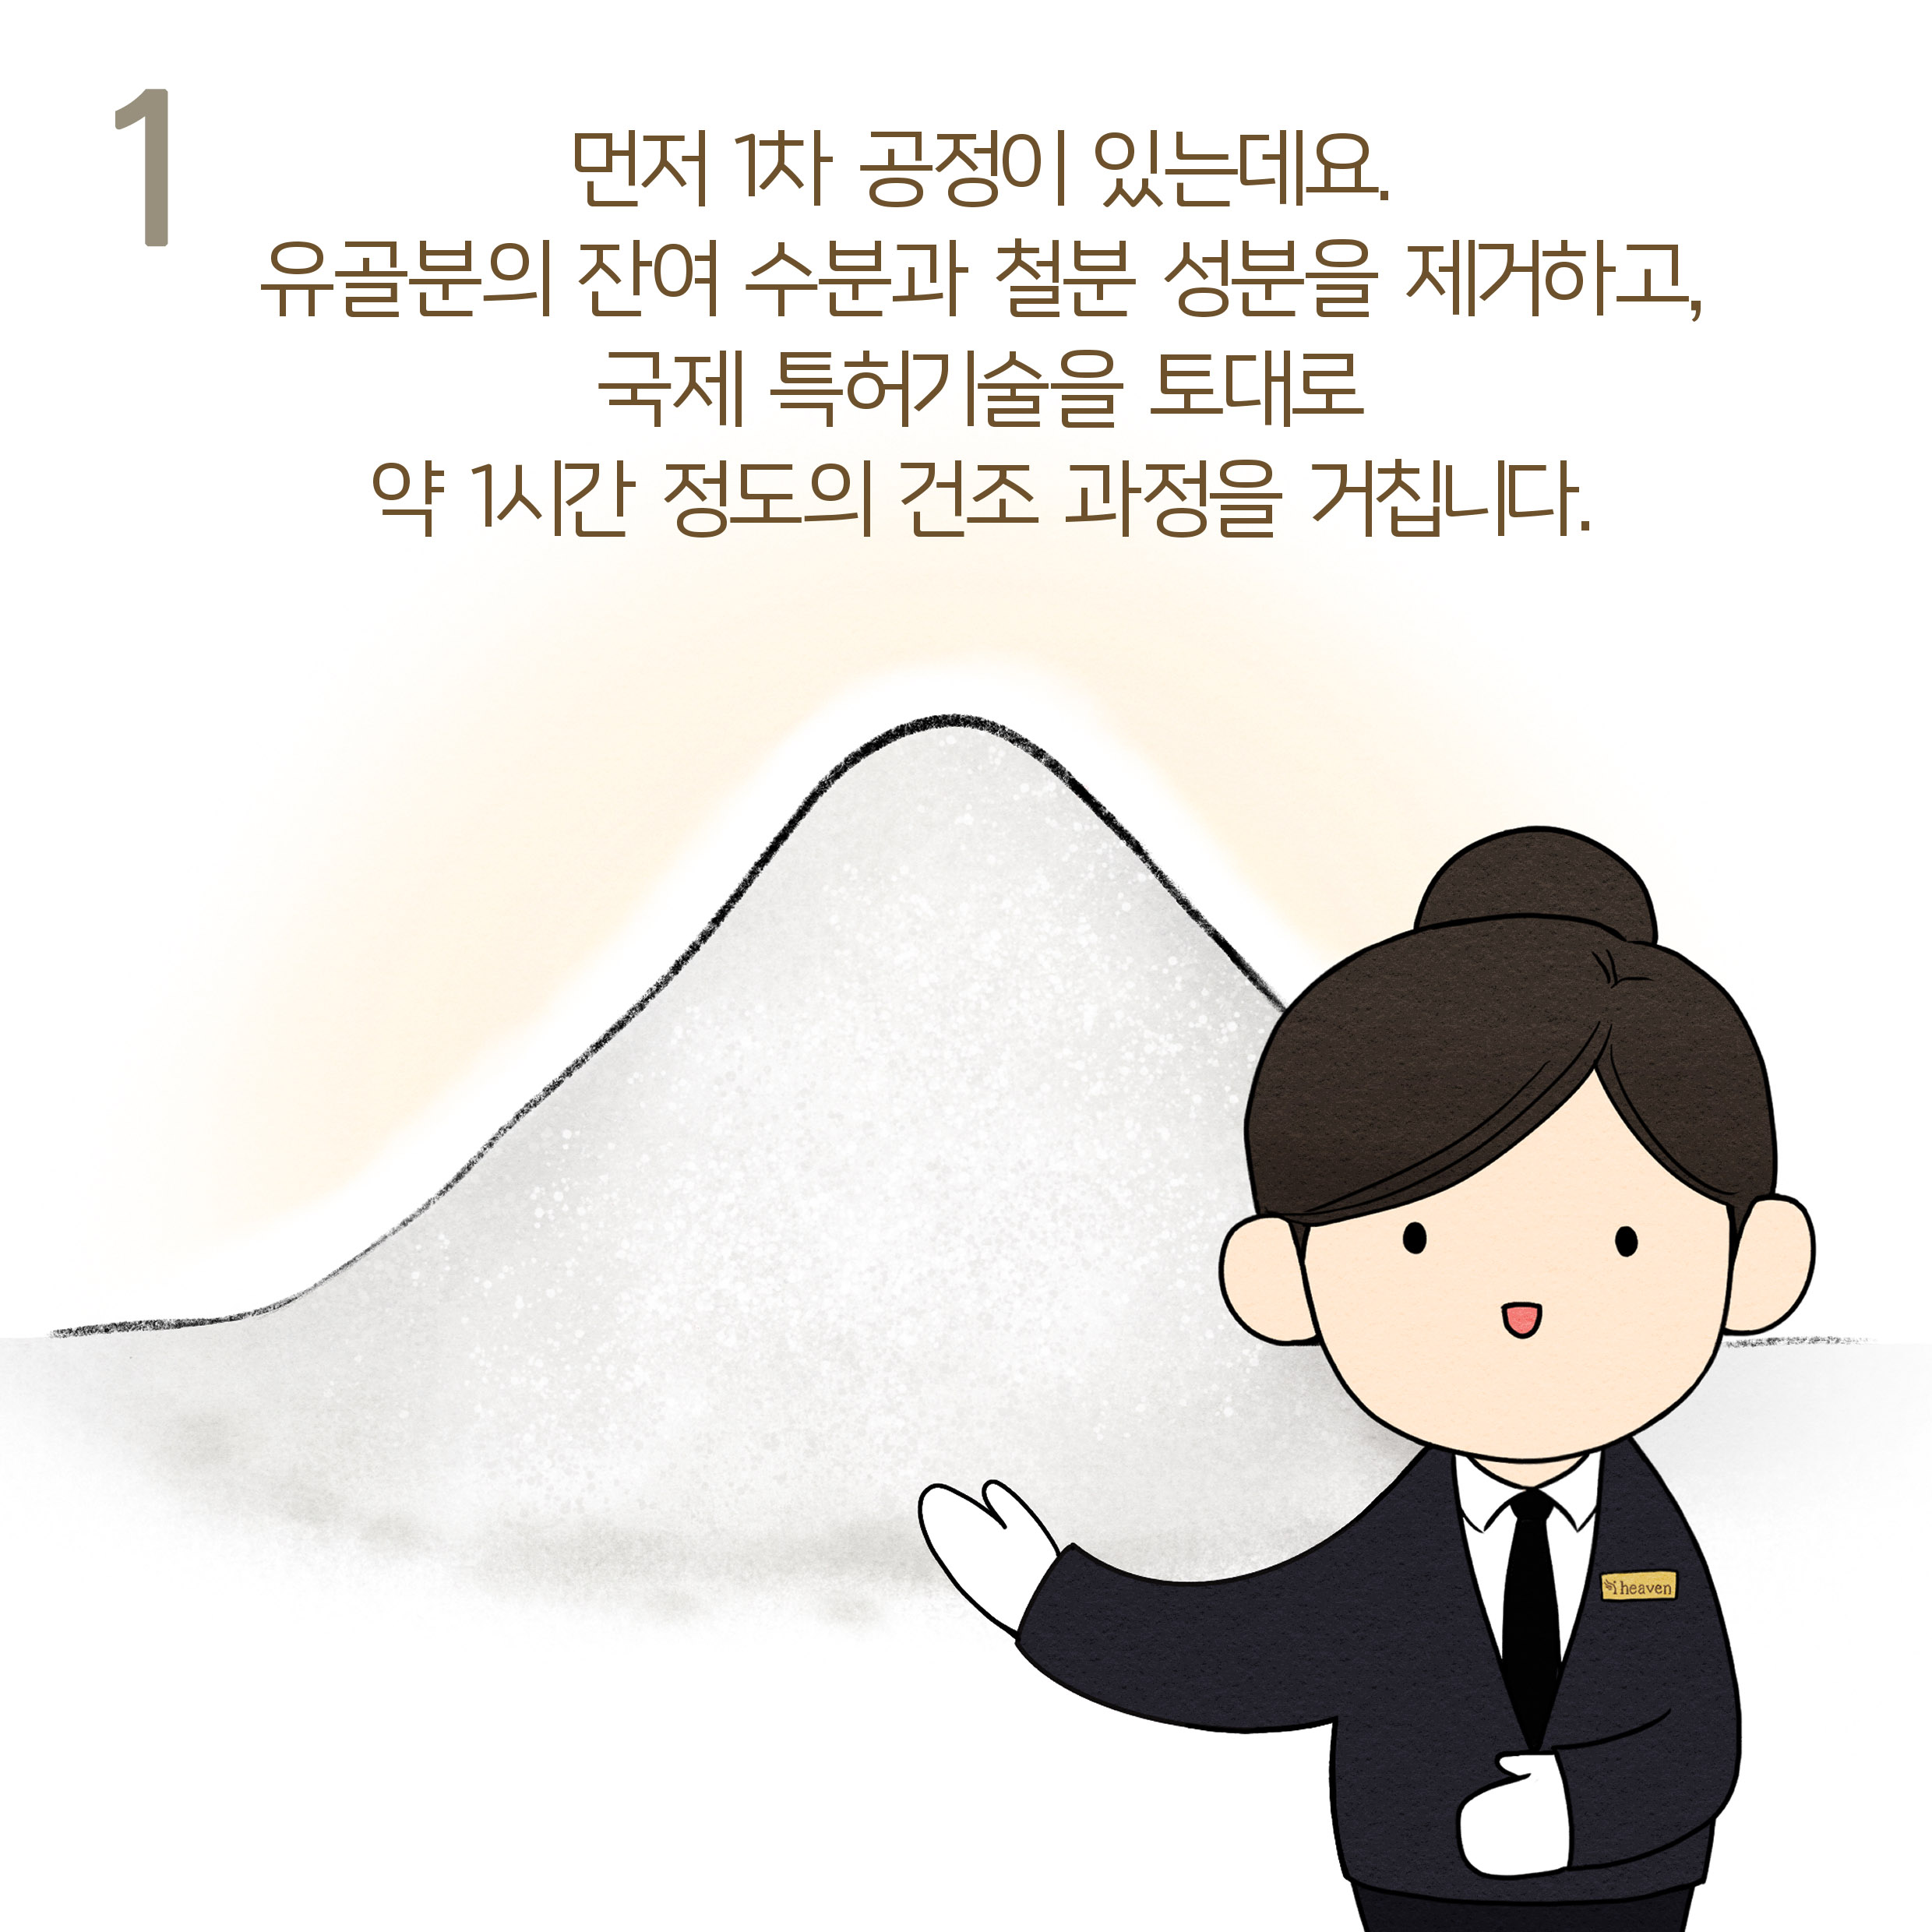 1
먼저 1차 공정이 있는데요.
유골분의 잔여 수분과 철분 성분을 제거하고,
국제 특허기술을 토대로
약 1시간 정도의 건조 과정을 거칩니다.
i heaven